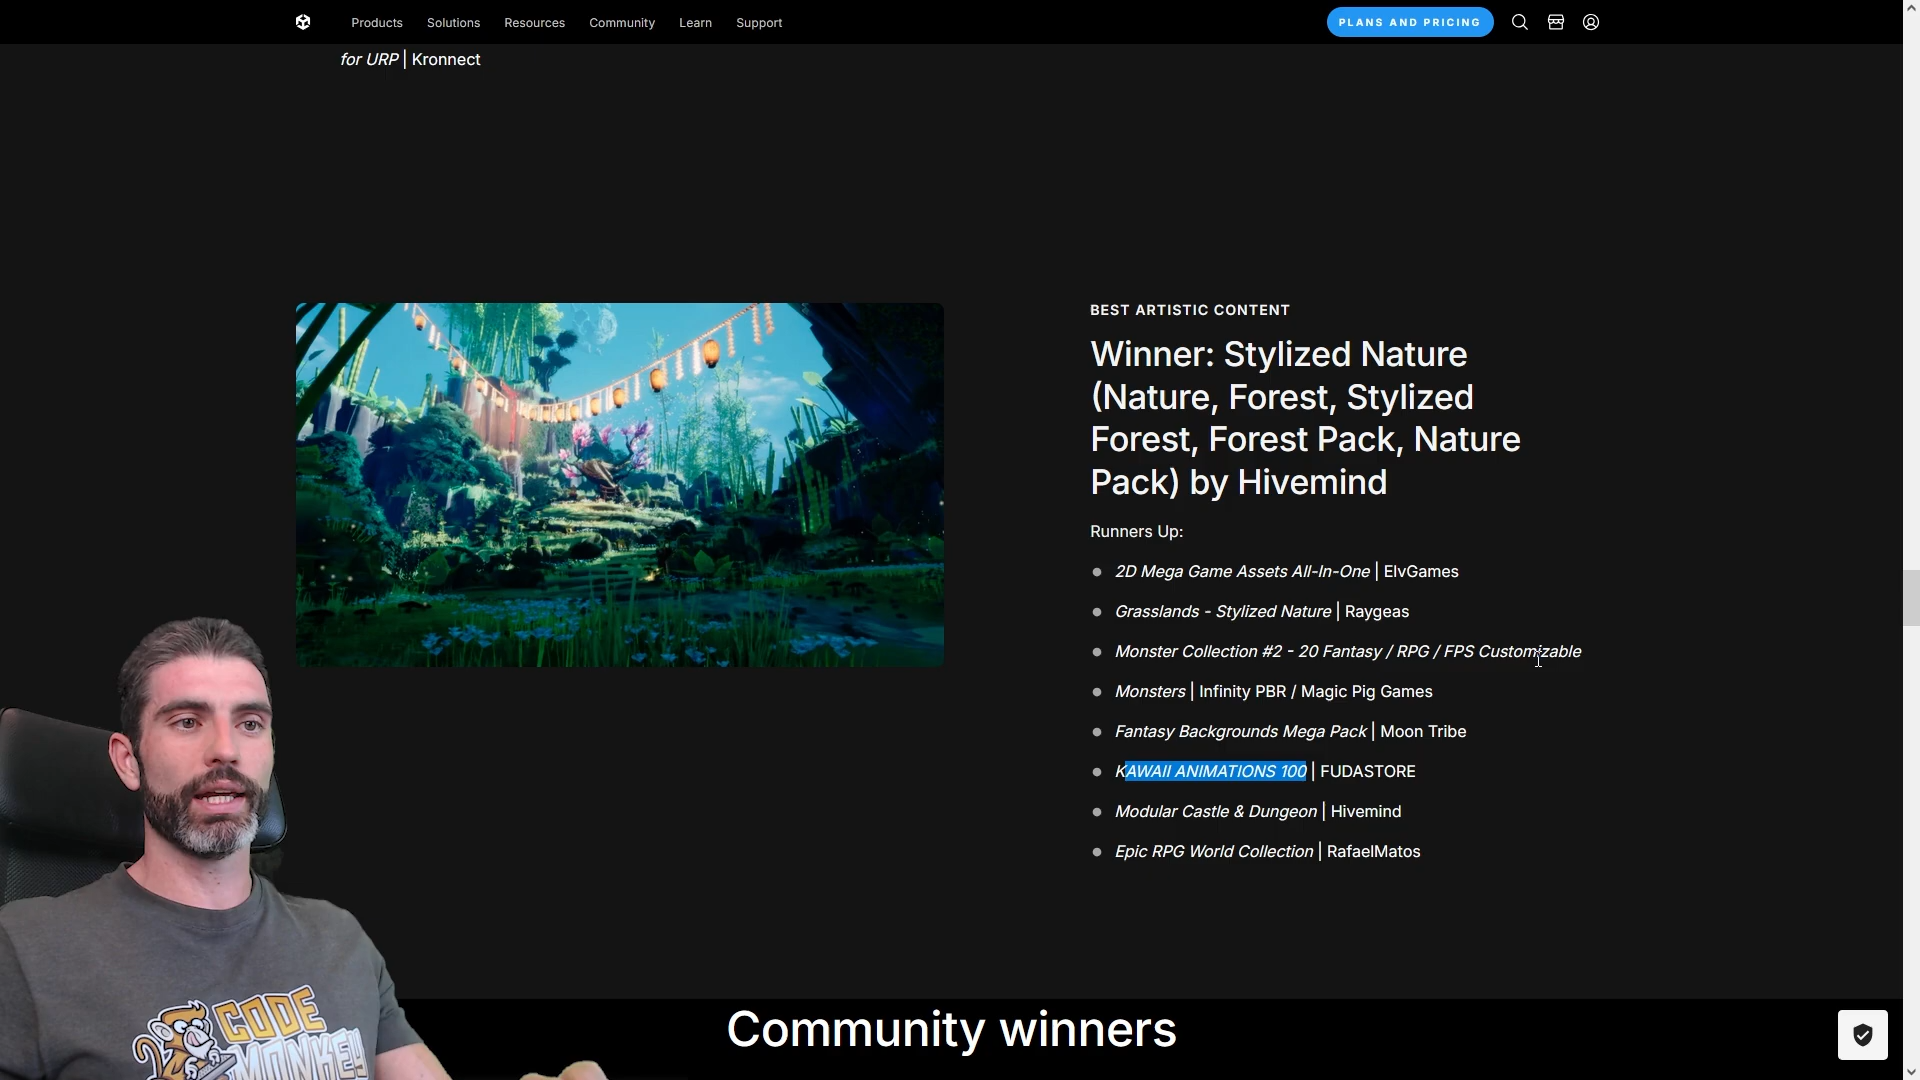 Products Solutions Resources Community Learn Support PLANS AND PRICING
for URP | Kronnect
BEST ARTISTIC CONTENT
Winner: Stylized Nature
(Nature, Forest, Stylized
Forest, Forest Pack, Nature
Pack) by Hivemind
Runners Up:
2D Mega Game Assets All-In-One | ElvGames
Grasslands - Stylized Nature | Raygeas
Monster Collection #2 - 20 Fantasy / RPG / FPS Customizable
Monsters | Infinity PBR / Magic Pig Games
Fantasy Backgrounds Mega Pack | Moon Tribe
KAWAII ANIMATIONS 100 | FUDASTORE
Modular Castle & Dungeon | Hivemind
Epic RPG World Collection | RafaelMatos
Community winners
CODE
MONKEY